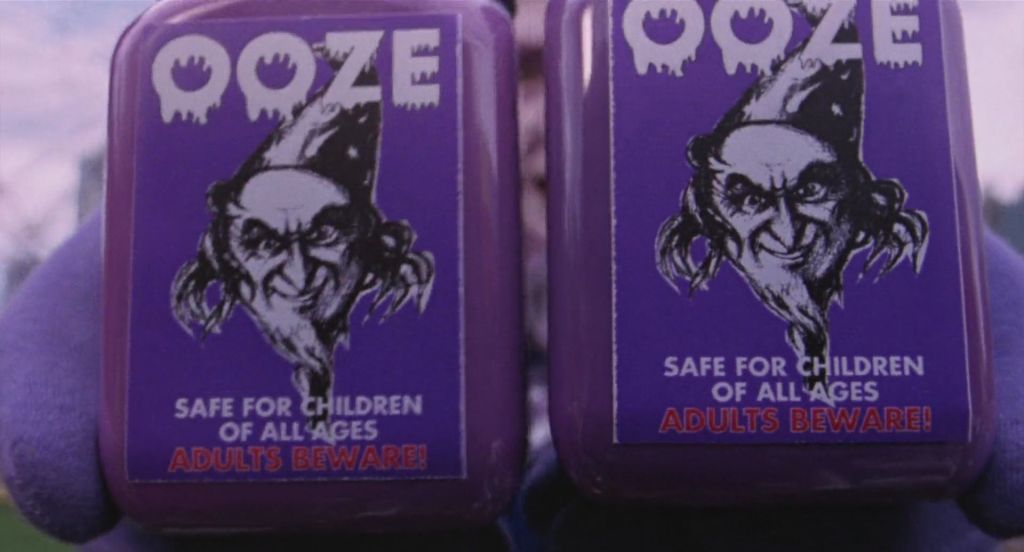 OOZE
SAFE FOR CHILDREN
OF ALL AGES
ADULTS BEWARE!
OOZE
SAFE FOR CHILDREN
OF ALL AGES
ADULTS BEWARE!